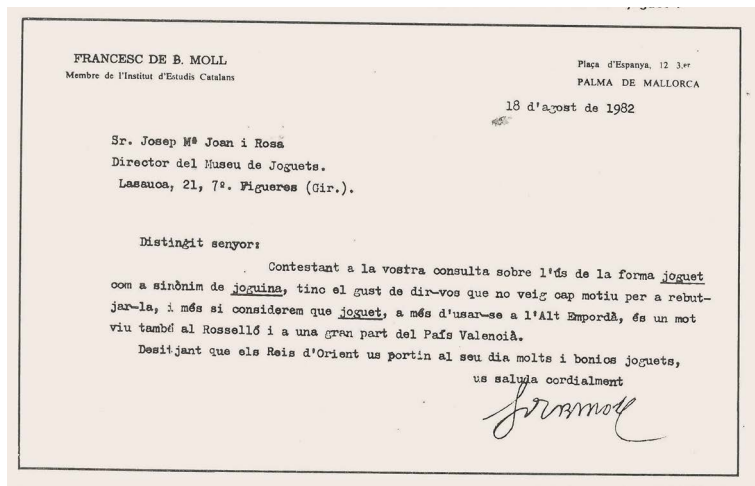 FRANCESC DE B. MOLL
Membre de l'Institut d'Estudis Catalans
Plaça d'Espanya, 12 3.er
PALMA DE MALLORCA
18 d'agost de 1982
Sr. Josep Mª Joan i Rosa
Director del Museu de Joguets.
Lasauca, 21, 7º. Figueres (Gir.).
Distingit senyor:
Contestant a la vostra consulta sobre l'ús de la forma joguet
com a sinònim de joguina, tinc el gust de dir-vos que no veig cap motiu per a rebut-
jar-la, i més si considerem que joguet, a més d'usar-se a l'Alt Empordà, és un mot
viu també al Rosselló i a una gran part del País Valencià.
Desitjant que els Reis d'Orient us portin al seu dia molts i bonics joguets,
us saluda cordialment